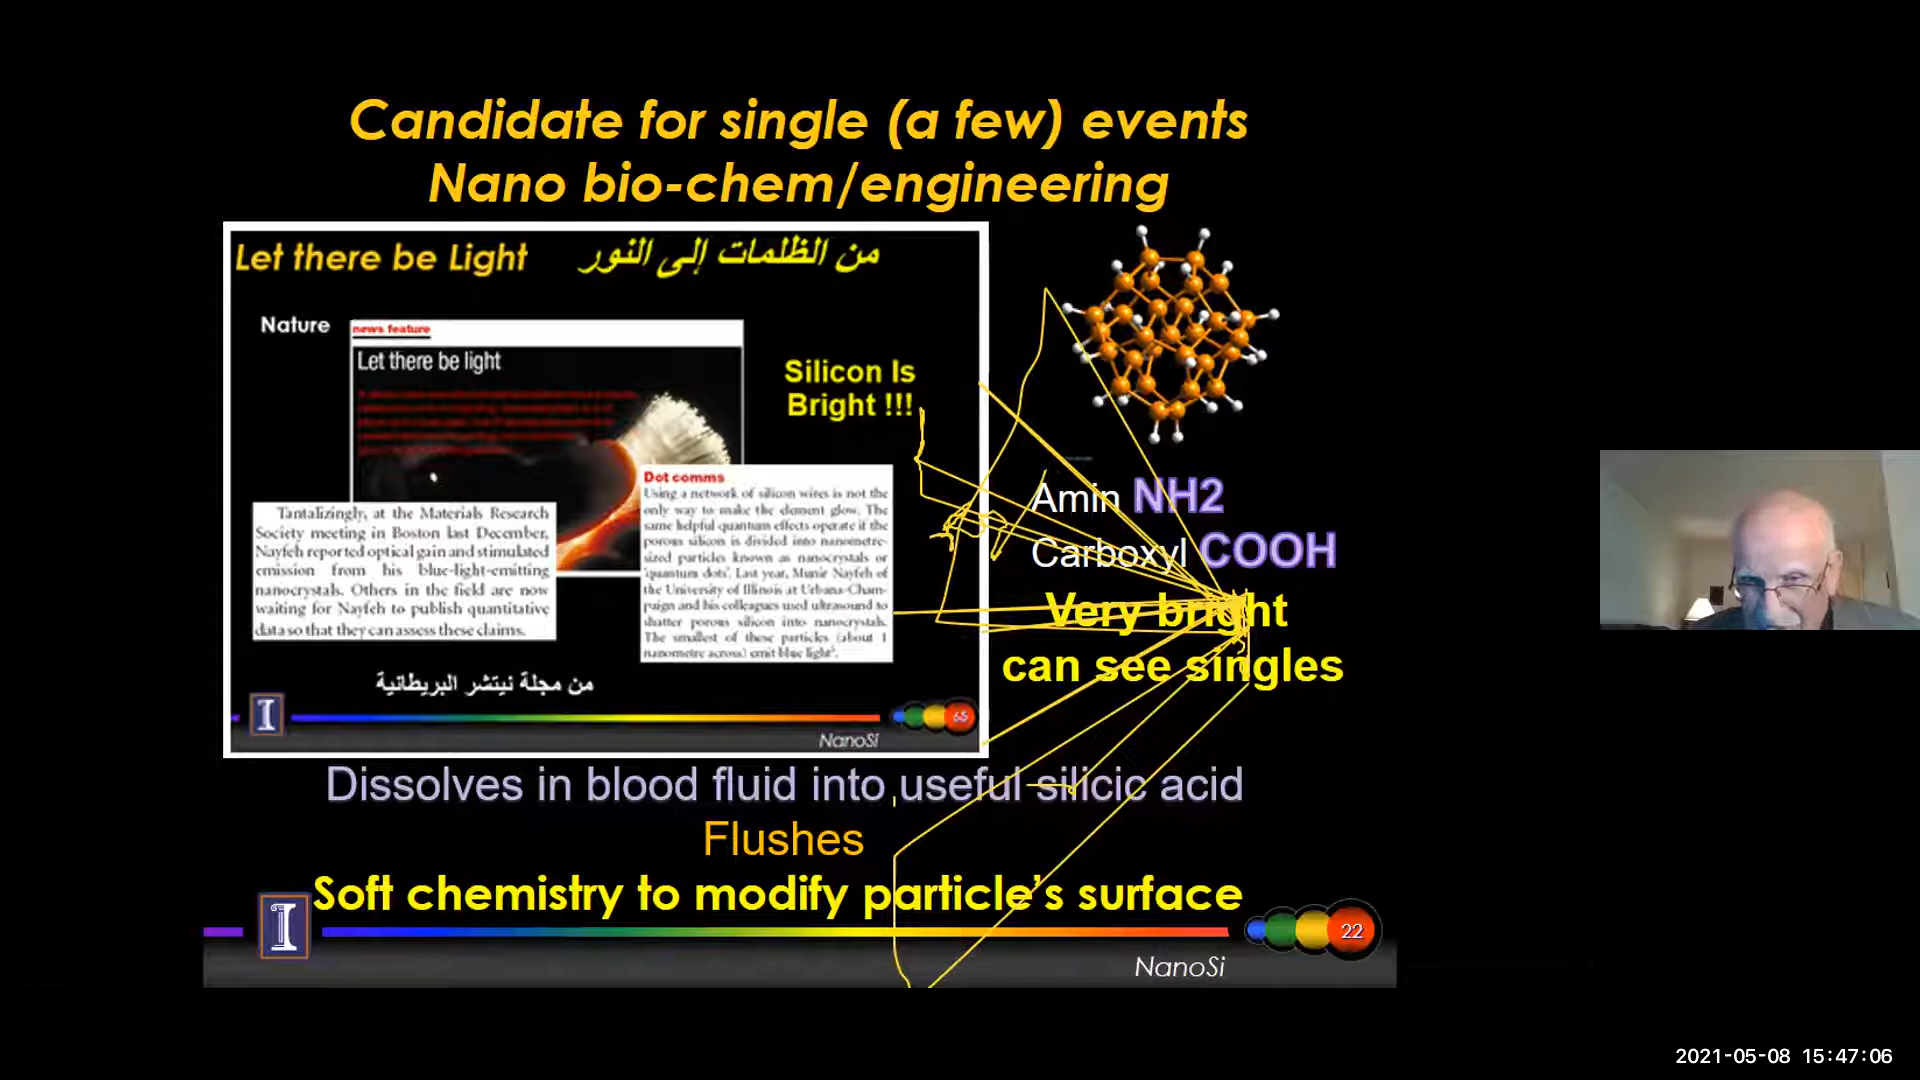 Candidate for single (a few) events
Nano bio-chem/engineering
Let there be Light
من الظلمات إلى النور
Nature
news feature
Let there be light
Silicon Is
Bright !!!
Tantalizingly, at the Materials Research
Society meeting in Boston last December,
Nayfeh reported optical gain and stimulated
emission from his blue-light-emitting
nanocrystals. Others in the field are now
waiting for Nayfeh to publish quantitative
data so that they can assess these claims.
Dot comms
Using a network of silicon wires is not the
only way to make the element glow. The
same helpful quantum effects operate if the
porous silicon is divided into nanometre-
sized particles known as nanocrystals or
'quantum dots'. Last year, Munir Nayfeh of
the University of Illinois at Urbana-Cham-
paign and his colleagues used ultrasound to
shatter porous silicon into nanocrystals.
The smallest of these particles (about 1
nanometre across) emit blue light
من مجلة نيتشر البريطانية
I
65
NanoSi
Amin NH2
Carboxyl COOH
Very bright
can see singles
Dissolves in blood fluid into useful silicic acid
Flushes
Soft chemistry to modify particle's surface
I
22
NanoSi
2021-05-08 15:47:06